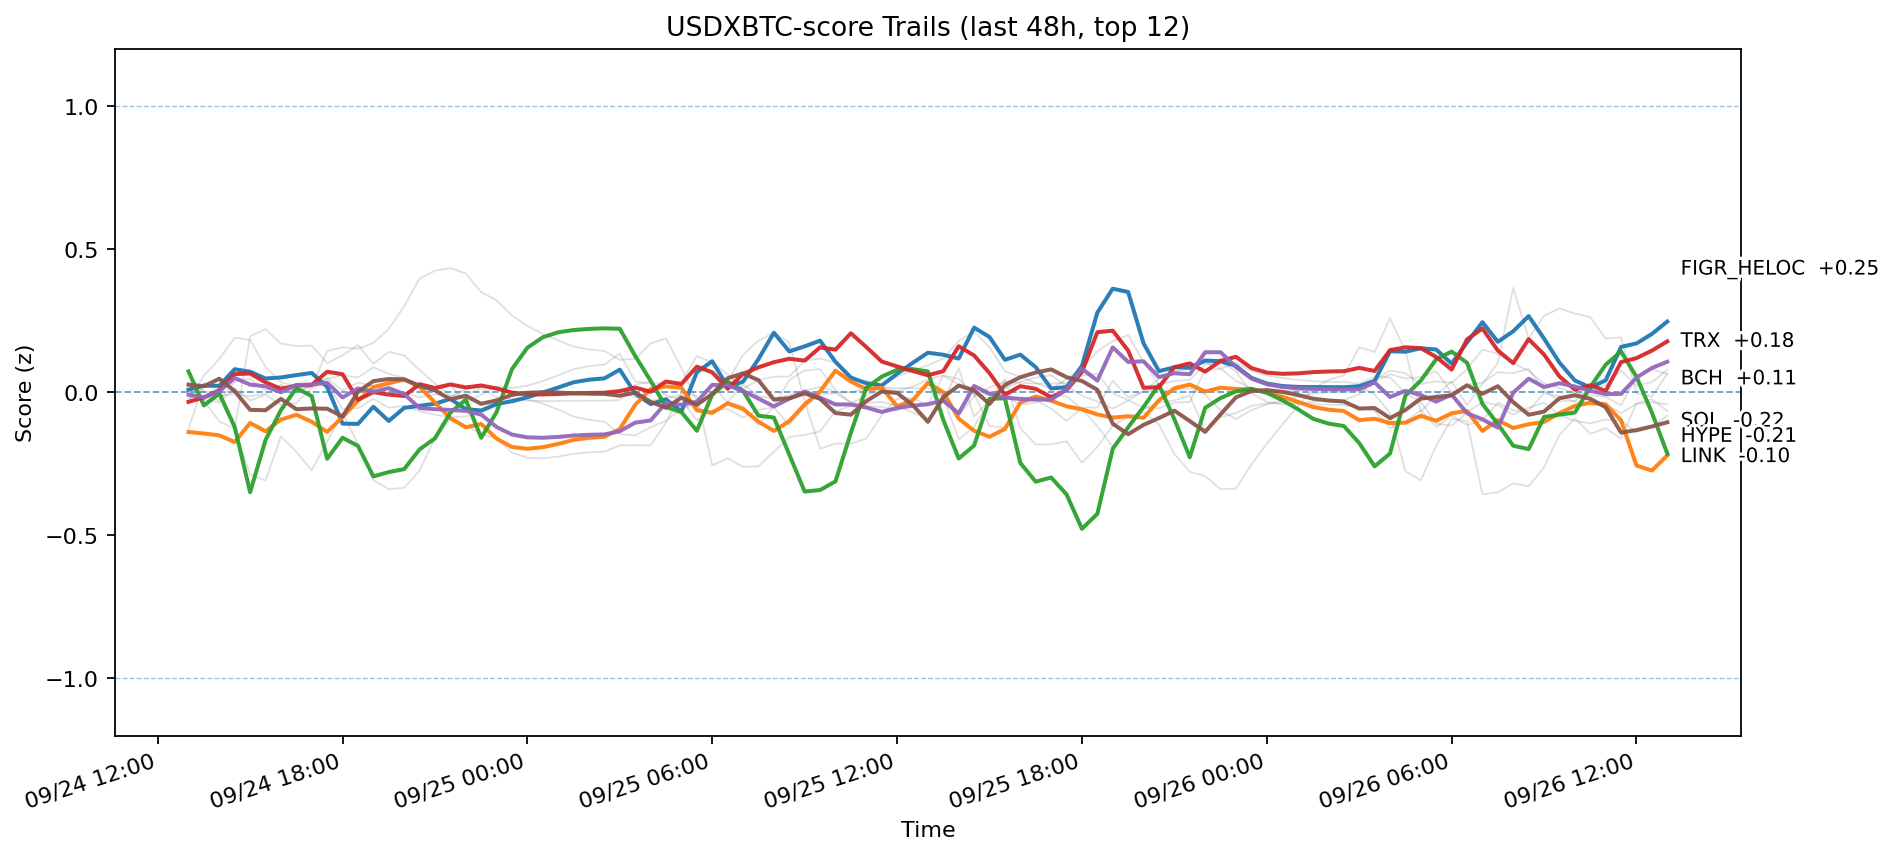 USDXBTC-score Trails (last 48h, top 12)
Score (z)
1.0
0.5
0.0
−0.5
−1.0
FIGR_HELOC +0.25
TRX +0.18
BCH +0.11
SOL -0.22
HYPE -0.21
LINK -0.10
09/24 12:00
09/24 18:00
09/25 00:00
09/25 06:00
09/25 12:00
09/25 18:00
09/26 00:00
09/26 06:00
09/26 12:00
Time